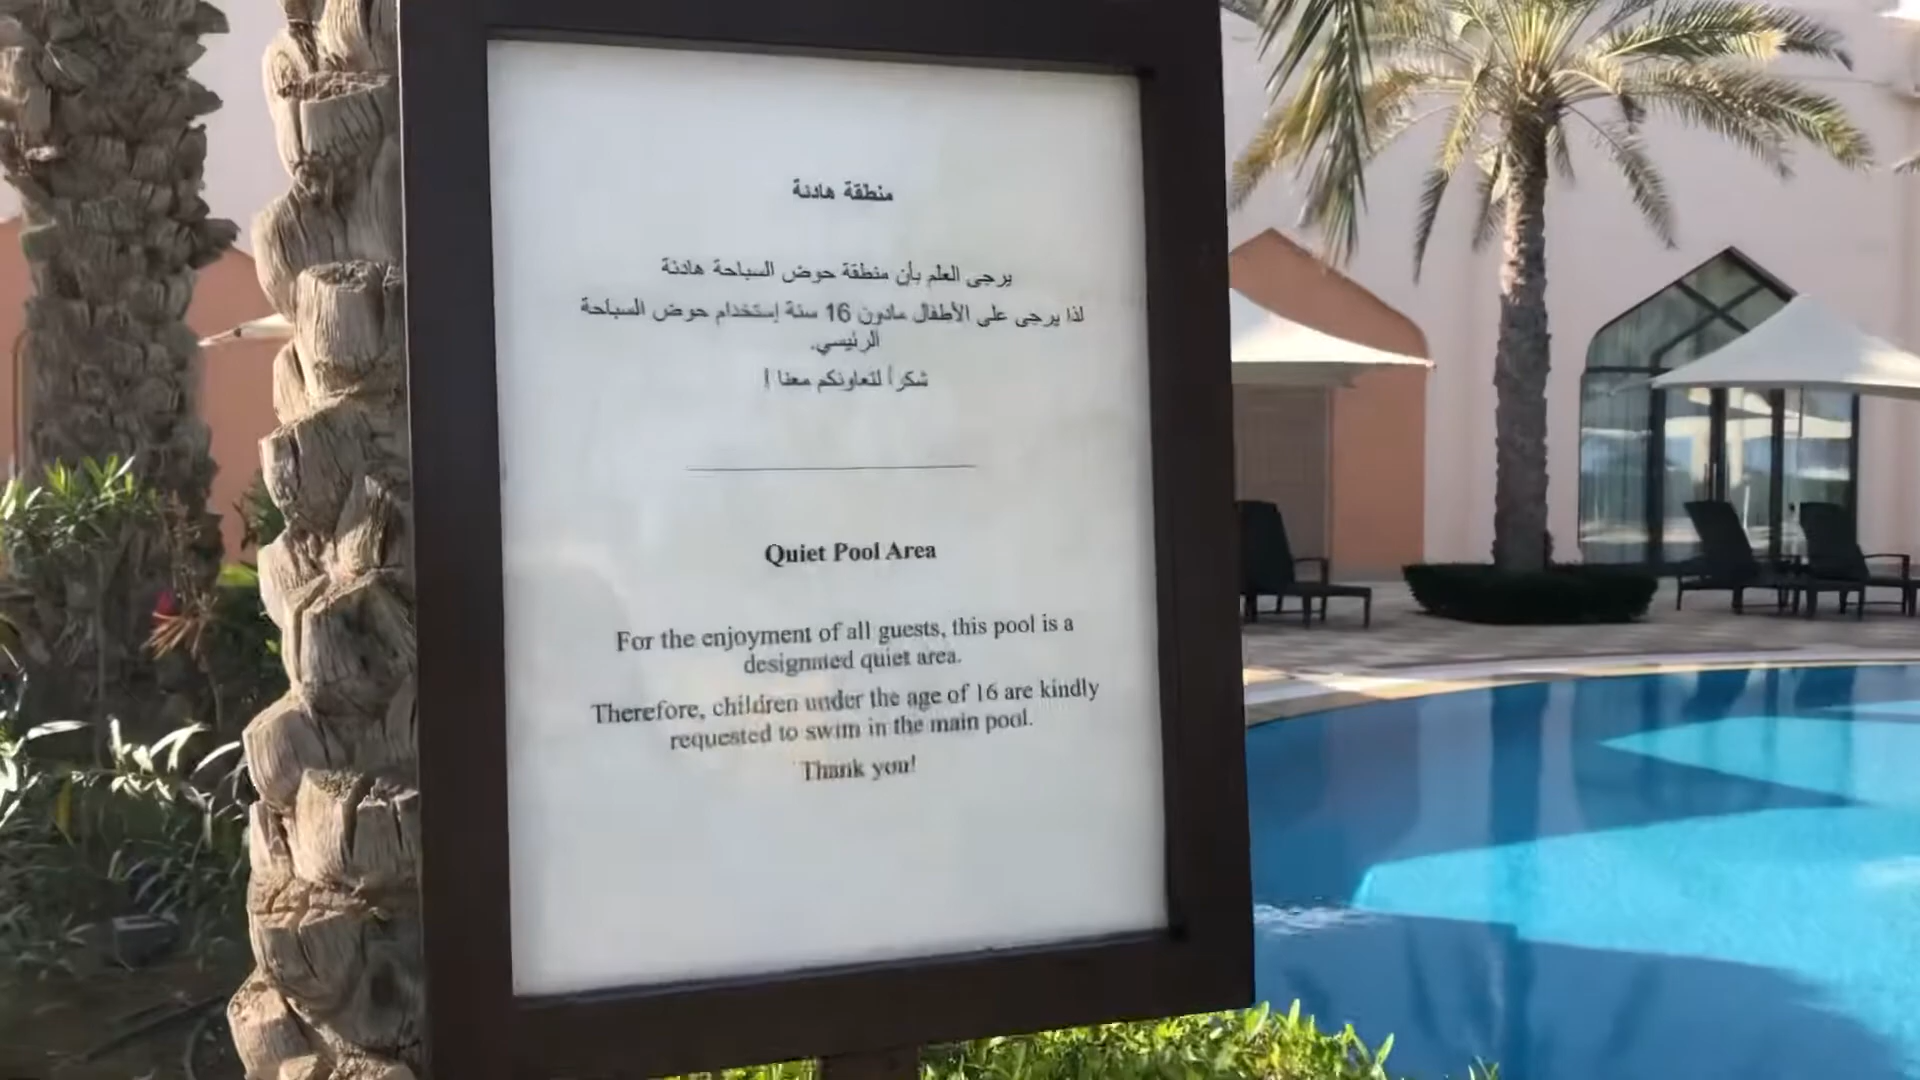 منطقة هادئة
يرجى العلم بأن منطقة حوض السباحة هادئة
لذا يرجى على الأطفال مادون 16 سنة إستخدام حوض السباحة
الرئيسي.
شكراً لتعاونكم معنا !
Quiet Pool Area
For the enjoyment of all guests, this pool is a
designated quiet area.
Therefore, children under the age of 16 are kindly
requested to swim in the main pool.
Thank you!